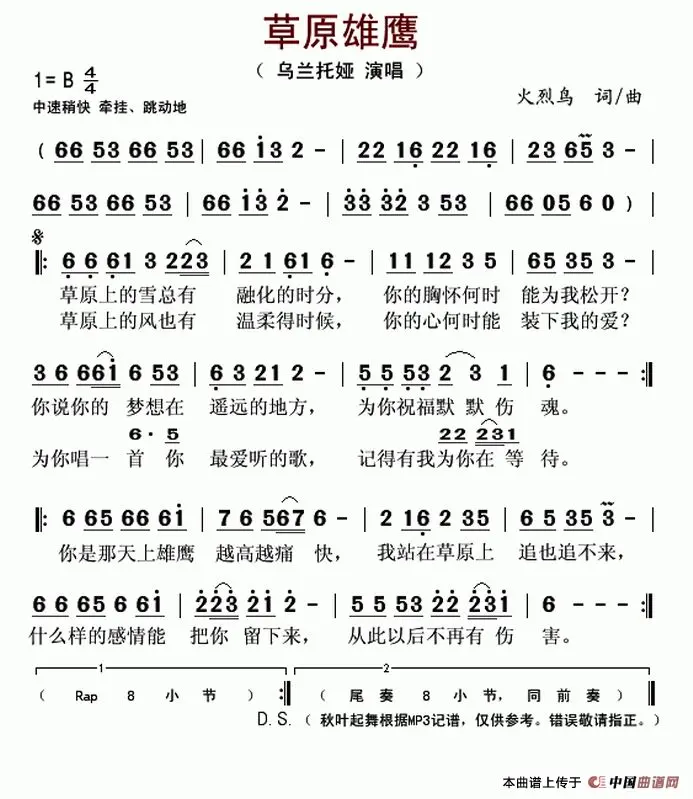 草原雄鹰
（ 乌兰托娅 演唱 ）
1= B 4/4
中速稍快 牵挂、跳动地
火烈鸟 词/曲
( 66 53 66 53 | 66 i3 2 - | 22 16 22 16 | 23 65 3 - |
66 53 66 53 | 66 i3 2 - | 33 32 3 53 | 66 05 6 0 ) |
|: 6 6 61 3 223 | 2 1 61 6 - | 11 12 3 5 | 65 35 3 - |
草原上的雪总有 融化的时分， 你的胸怀何时 能为我松开？
草原上的风也有 温柔得时候， 你的心何时能 装下我的爱？
3 6 6 66i 6 53 | 6 3 21 2 - | 5 5 53 2 3 1 | 6 - - - :|
你说你的 梦想在 遥远的地方， 为你祝福默 默 伤 魂。
6· 5 22 231
为你唱一 首 你 最爱听的歌， 记得有我为你在 等 待。
|: 6 65 66 6i | 7 6 567 6 - | 2 16 2 35 | 6 5 35 3 - |
你是那天上雄鹰 越高越痛 快， 我站在草原上 追也追不来，
6 6 65 6 6i | 223 2i 2 - | 5 5 53 22 23i | 6 - - - :|
什么样的感情能 把你 留下来， 从此以后不再有 伤 害。
1 2
（ Rap 8 小 节 ） :| （ 尾 奏 8 小 节，同 前 奏 ） :|
D. S.（ 秋叶起舞根据MP3记谱，仅供参考。错误敬请指正。）
本曲谱上传于 中国曲谱网